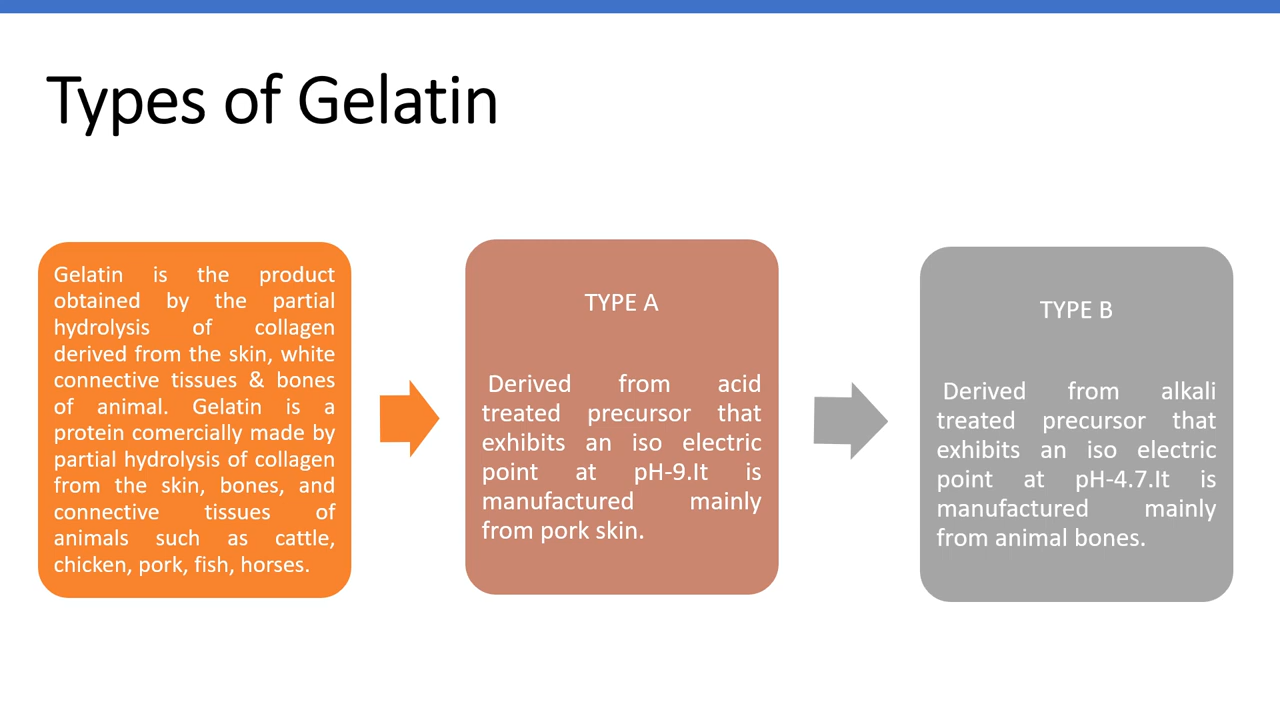 Types of Gelatin
Gelatin is the product
obtained by the partial
hydrolysis of collagen
derived from the skin, white
connective tissues & bones
of animal. Gelatin is a
protein comercially made by
partial hydrolysis of collagen
from the skin, bones, and
connective tissues of
animals such as cattle,
chicken, pork, fish, horses.
TYPE A
Derived from acid
treated precursor that
exhibits an iso electric
point at pH-9.It is
manufactured mainly
from pork skin.
TYPE B
Derived from alkali
treated precursor that
exhibits an iso electric
point at pH-4.7.It is
manufactured mainly
from animal bones.